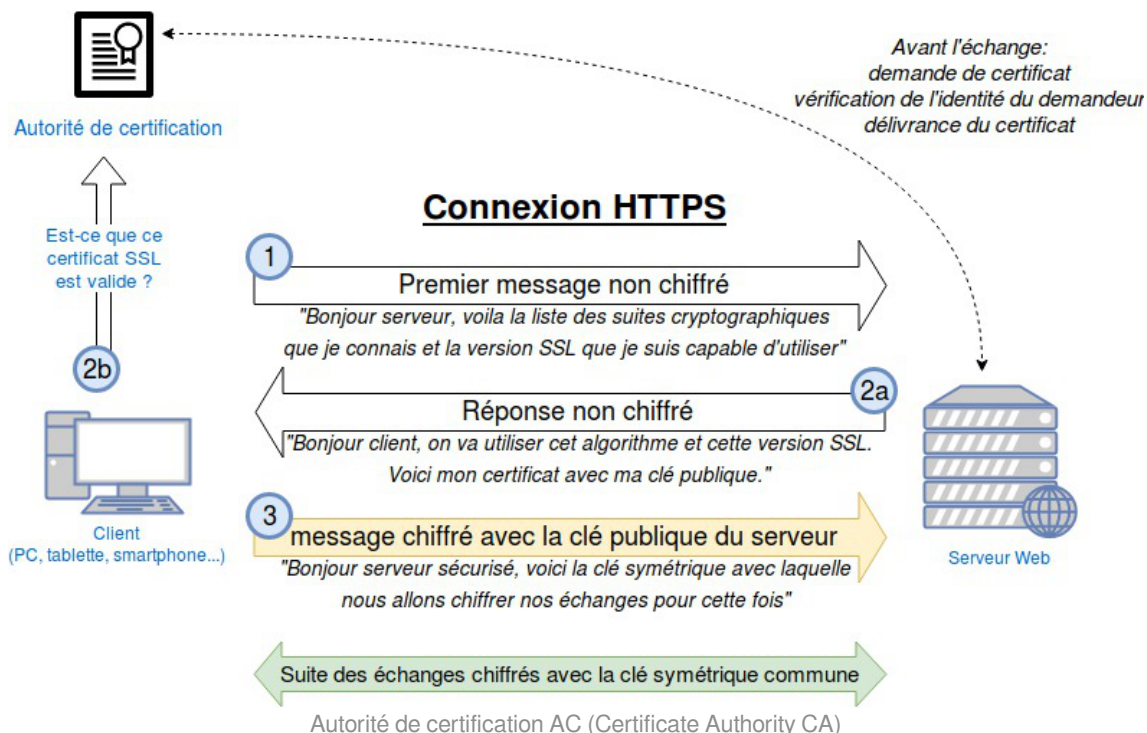 Avant l'échange:
demande de certificat
vérification de l'identité du demandeur
délivrance du certificat
Autorité de certification
Connexion HTTPS
Est-ce que ce
certificat SSL
est valide ?
1
Premier message non chiffré
"Bonjour serveur, voila la liste des suites cryptographiques
que je connais et la version SSL que je suis capable d'utiliser"
2b
2a
Réponse non chiffré
"Bonjour client, on va utiliser cet algorithme et cette version SSL.
Voici mon certificat avec ma clé publique."
3
message chiffré avec la clé publique du serveur
"Bonjour serveur sécurisé, voici la clé symétrique avec laquelle
nous allons chiffrer nos échanges pour cette fois"
Client
(PC, tablette, smartphone...)
Serveur Web
Suite des échanges chiffrés avec la clé symétrique commune
Autorité de certification AC (Certificate Authority CA)